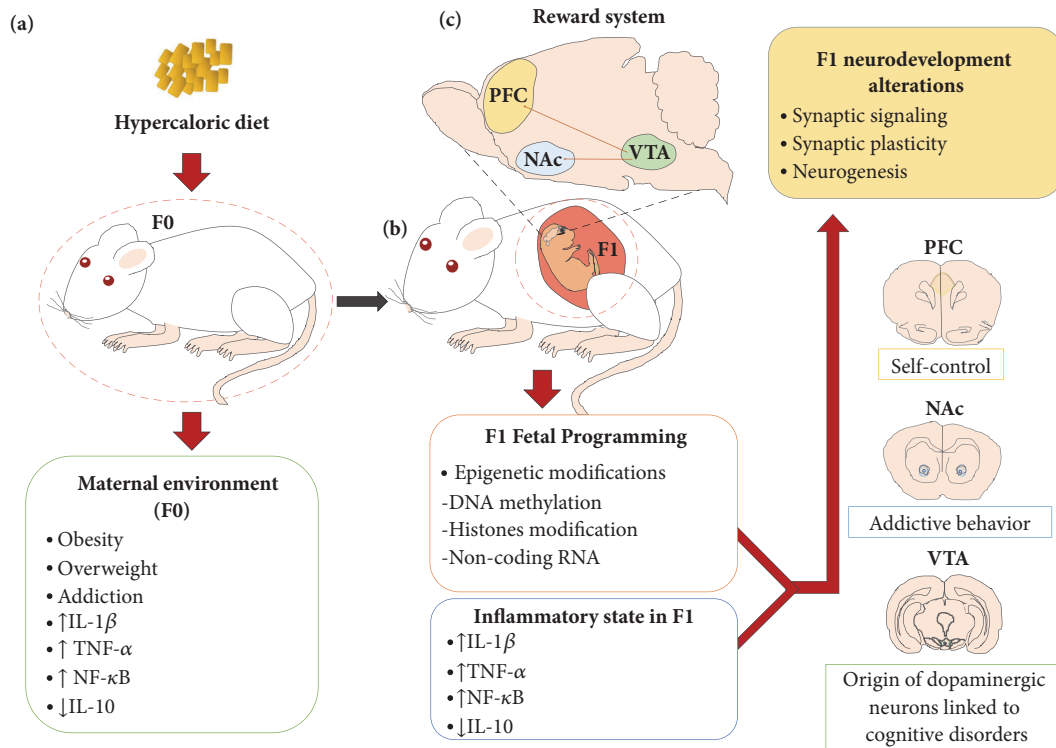 (a)
Hypercaloric diet
F0
Maternal environment
(F0)
• Obesity
• Overweight
• Addiction
• ↑IL-1β
• ↑ TNF-α
• ↑ NF-κB
• ↓IL-10
(c)
Reward system
PFC
NAc
VTA
(b)
F1
F1 Fetal Programming
• Epigenetic modifications
-DNA methylation
-Histones modification
-Non-coding RNA
Inflammatory state in F1
• ↑IL-1β
• ↑TNF-α
• ↑NF-κB
• ↓IL-10
F1 neurodevelopment
alterations
• Synaptic signaling
• Synaptic plasticity
• Neurogenesis
PFC
Self-control
NAc
Addictive behavior
VTA
Origin of dopaminergic
neurons linked to
cognitive disorders